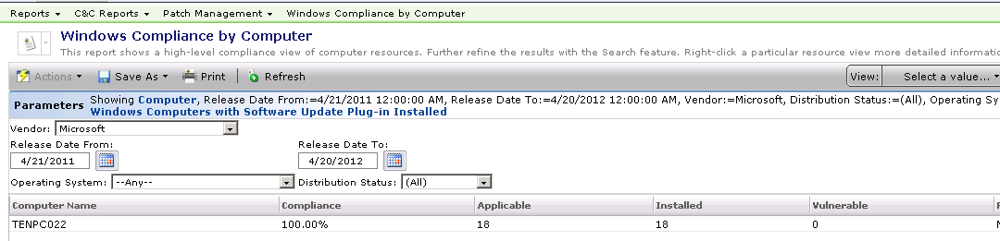 Reports C&C Reports Patch Management Windows Compliance by Computer
Windows Compliance by Computer
This report shows a high-level compliance view of computer resources. Further refine the results with the Search feature. Right-click a particular resource view more detailed informatic
Actions Save As Print Refresh View: Select a value...
Parameters Showing Computer, Release Date From:=4/21/2011 12:00:00 AM, Release Date To:=4/20/2012 12:00:00 AM, Vendor:=Microsoft, Distribution Status:=(All), Operating Sy
Windows Computers with Software Update Plug-in Installed
Vendor: Microsoft
Release Date From: Release Date To:
4/21/2011 4/20/2012
Operating System: --Any-- Distribution Status: (All)
Computer Name Compliance Applicable Installed Vulnerable
TENPC022 100.00% 18 18 0